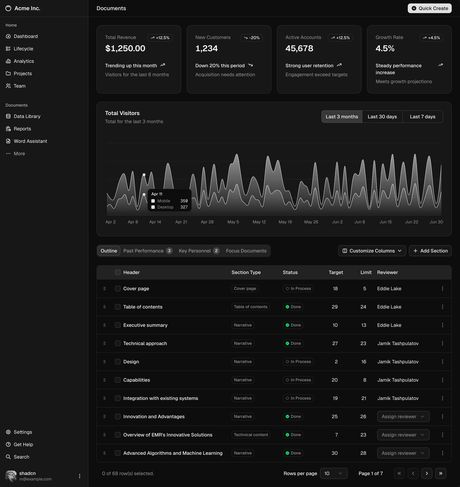 Acme Inc.
Home
Dashboard
Lifecycle
Analytics
Projects
Team
Documents
Data Library
Reports
Word Assistant
More
Settings
Get Help
Search
shadcn
m@example.com
Documents
Quick Create
Total Revenue
+12.5%
$1,250.00
Trending up this month
Visitors for the last 6 months
New Customers
-20%
1,234
Down 20% this period
Acquisition needs attention
Active Accounts
+12.5%
45,678
Strong user retention
Engagement exceed targets
Growth Rate
+4.5%
4.5%
Steady performance
increase
Meets growth projections
Total Visitors
Total for the last 3 months
Last 3 months Last 30 days Last 7 days
Apr 11
Mobile 350
Desktop 327
Apr 2 Apr 8 Apr 14 Apr 21 Apr 28 May 5 May 12 May 19 May 26 Jun 2 Jun 8 Jun 15 Jun 22 Jun 30
Outline Past Performance 3 Key Personnel 2 Focus Documents
Customize Columns
Add Section
Header Section Type Status Target Limit Reviewer
Cover page Cover page In Process 18 5 Eddie Lake
Table of contents Table of contents Done 29 24 Eddie Lake
Executive summary Narrative Done 10 13 Eddie Lake
Technical approach Narrative Done 27 23 Jamik Tashpulatov
Design Narrative In Process 2 16 Jamik Tashpulatov
Capabilities Narrative In Process 20 8 Jamik Tashpulatov
Integration with existing systems Narrative In Process 19 21 Jamik Tashpulatov
Innovation and Advantages Narrative Done 25 26 Assign reviewer
Overview of EMR's Innovative Solutions Technical content Done 7 23 Assign reviewer
Advanced Algorithms and Machine Learning Narrative Done 30 28 Assign reviewer
0 of 68 row(s) selected.
Rows per page 10 Page 1 of 7